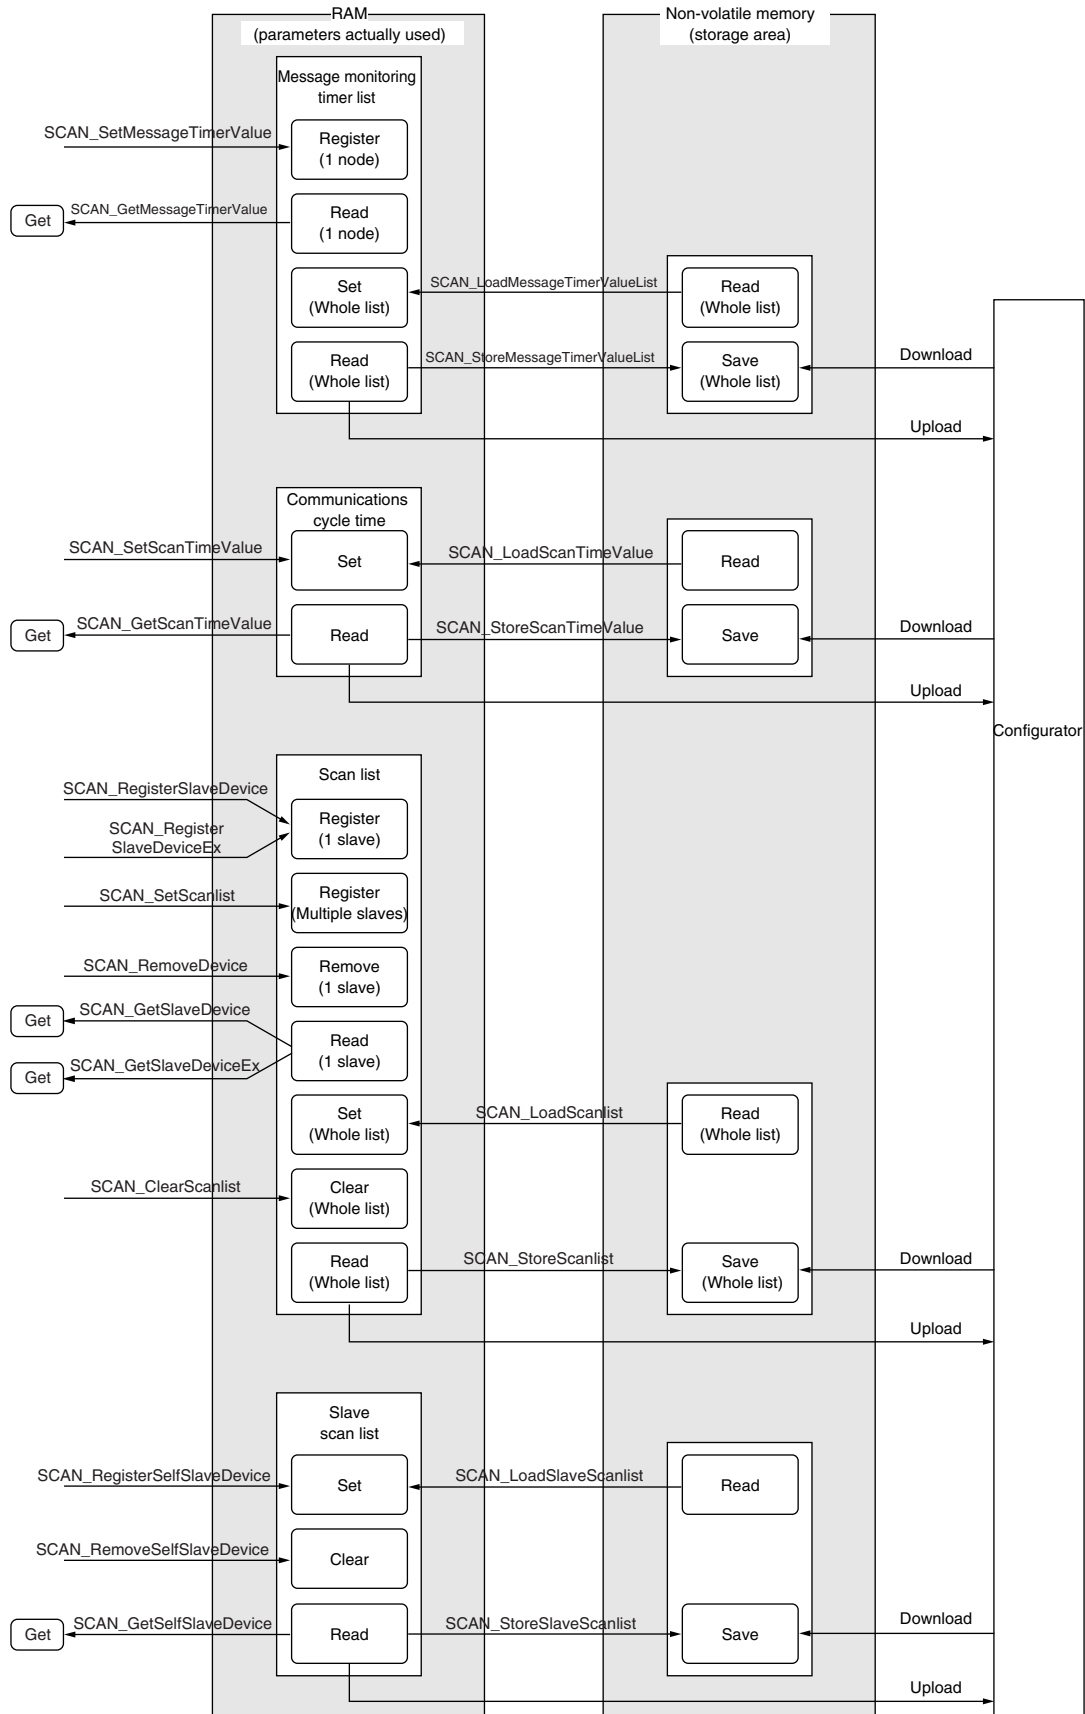 RAM
(parameters actually used)
Non-volatile memory
(storage area)
Message monitoring
timer list
SCAN_SetMessageTimerValue
Register
(1 node)
Get
SCAN_GetMessageTimerValue
Read
(1 node)
Set
(Whole list)
SCAN_LoadMessageTimerValueList
Read
(Whole list)
Read
(Whole list)
SCAN_StoreMessageTimerValueList
Save
(Whole list)
Download
Upload
Communications
cycle time
SCAN_SetScanTimeValue
Set
SCAN_LoadScanTimeValue
Read
Get
SCAN_GetScanTimeValue
Read
SCAN_StoreScanTimeValue
Save
Download
Upload
Configurator
Scan list
SCAN_RegisterSlaveDevice
SCAN_Register
SlaveDeviceEx
Register
(1 slave)
SCAN_SetScanlist
Register
(Multiple slaves)
SCAN_RemoveDevice
Remove
(1 slave)
Get
SCAN_GetSlaveDevice
Read
(1 slave)
Get
SCAN_GetSlaveDeviceEx
Set
(Whole list)
SCAN_LoadScanlist
Read
(Whole list)
SCAN_ClearScanlist
Clear
(Whole list)
Read
(Whole list)
SCAN_StoreScanlist
Save
(Whole list)
Download
Upload
Slave
scan list
SCAN_RegisterSelfSlaveDevice
Set
SCAN_LoadSlaveScanlist
Read
SCAN_RemoveSelfSlaveDevice
Clear
Get
SCAN_GetSelfSlaveDevice
Read
SCAN_StoreSlaveScanlist
Save
Download
Upload